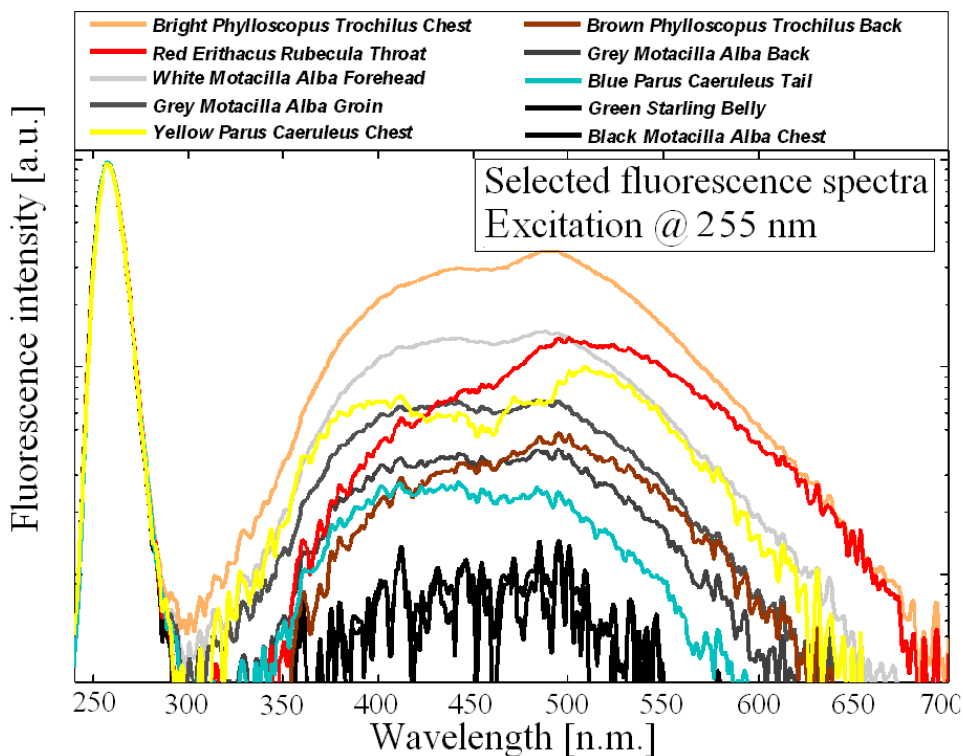 Bright Phylloscopus Trochilus Chest
Red Erithacus Rubecula Throat
White Motacilla Alba Forehead
Grey Motacilla Alba Groin
Yellow Parus Caeruleus Chest
Brown Phylloscopus Trochilus Back
Grey Motacilla Alba Back
Blue Parus Caeruleus Tail
Green Starling Belly
Black Motacilla Alba Chest
Selected fluorescence spectra
Excitation @ 255 nm
Fluorescence intensity [a.u.]
250 300 350 400 450 500 550 600 650 700
Wavelength [n.m.]